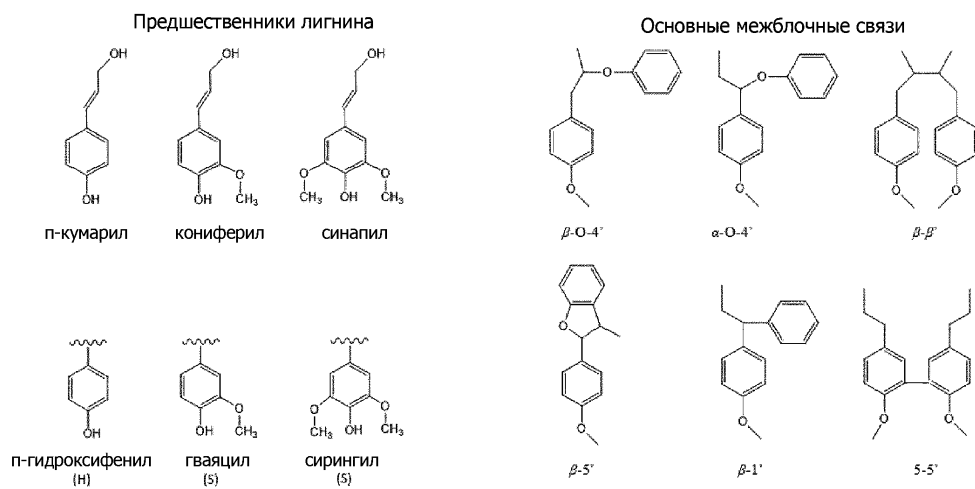 Предшественники лигнина
OH
OH
OH
OH
OH
O
CH₃
O
CH₃
OH
O
CH₃
п-кумарил
кониферил
синапил
OH
OH
O
CH₃
O
CH₃
OH
O
CH₃
п-гидроксифенил
(H)
гваяцил
(S)
сирингил
(S)
Основные межблочные связи
O
O
O
O
O
O
β-O-4'
α-O-4'
β-β'
O
O
O
O
O
β-5'
β-1'
5-5'